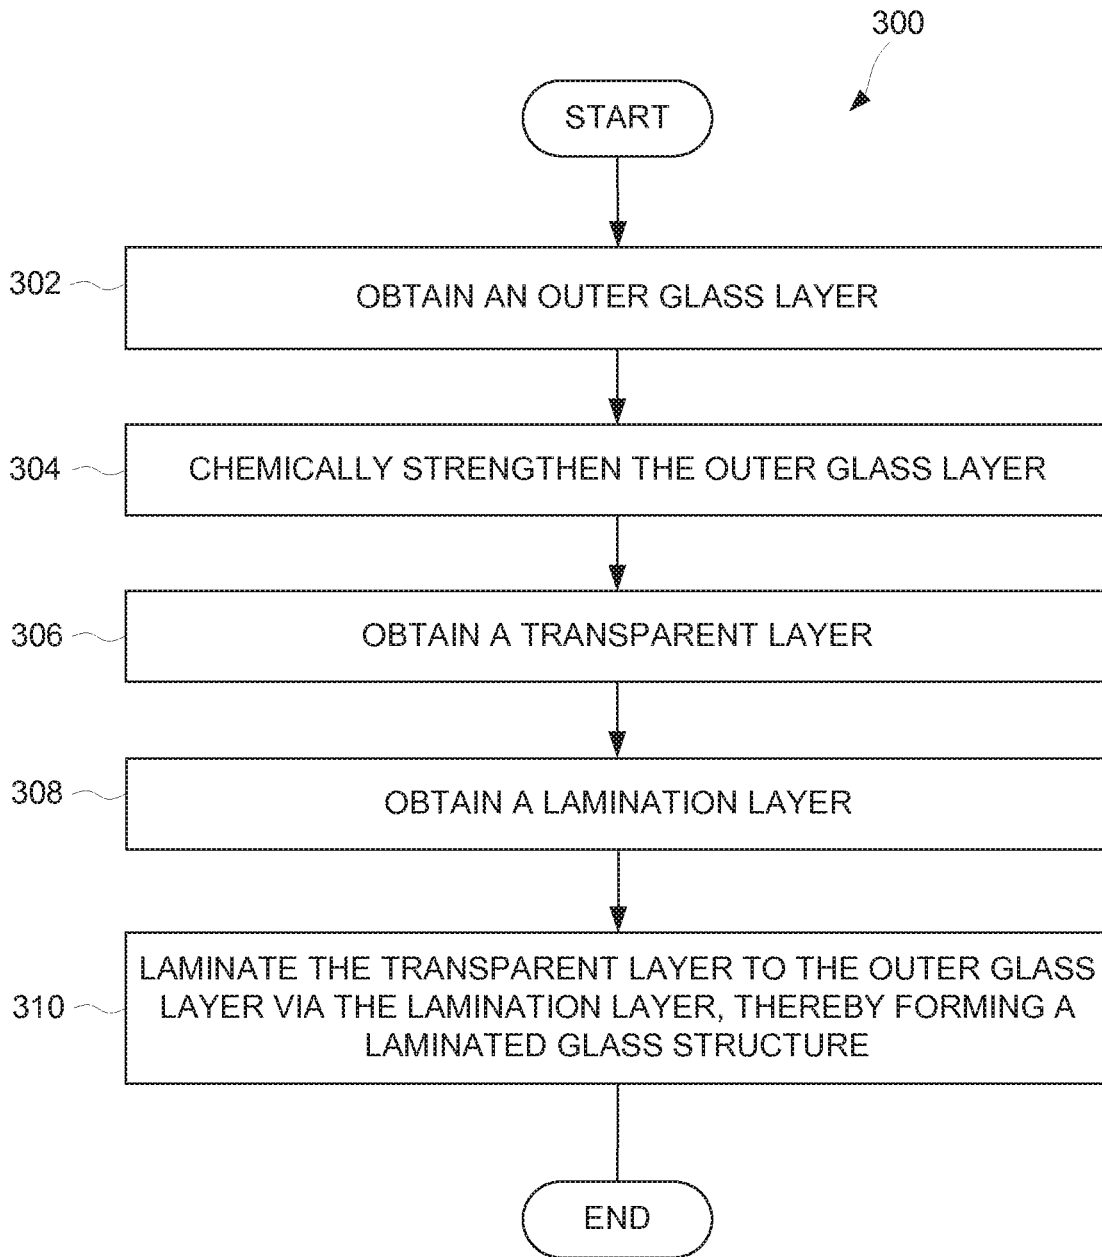 300
START
302
OBTAIN AN OUTER GLASS LAYER
304
CHEMICALLY STRENGTHEN THE OUTER GLASS LAYER
306
OBTAIN A TRANSPARENT LAYER
308
OBTAIN A LAMINATION LAYER
310
LAMINATE THE TRANSPARENT LAYER TO THE OUTER GLASS
LAYER VIA THE LAMINATION LAYER, THEREBY FORMING A
LAMINATED GLASS STRUCTURE
END